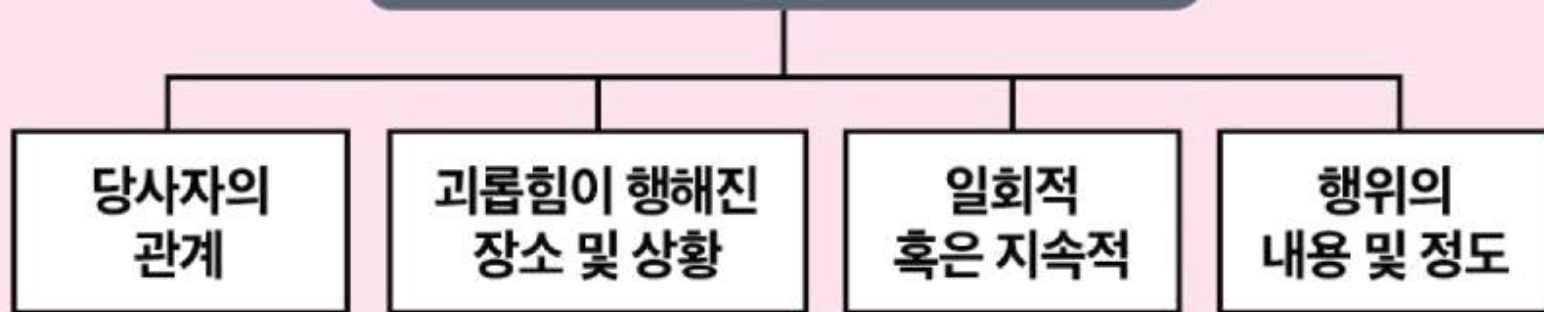 당사자의
관계
괴롭힘이 행해진
장소 및 상황
일회적
혹은 지속적
행위의
내용 및 정도